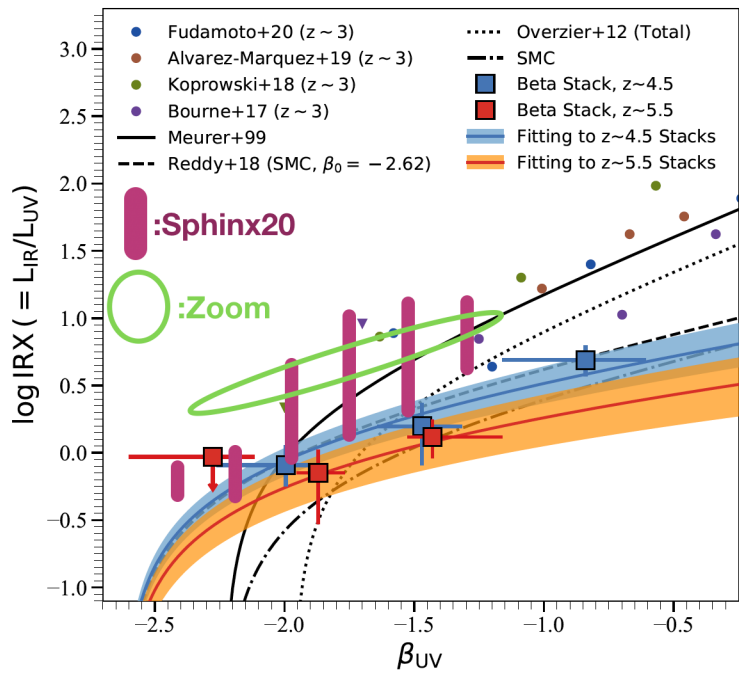 Fudamoto+20 (z ~ 3)
Alvarez-Marquez+19 (z ~ 3)
Koprowski+18 (z ~ 3)
Bourne+17 (z ~ 3)
Meurer+99
Reddy+18 (SMC, β₀ = −2.62)
Overzier+12 (Total)
SMC
Beta Stack, z~4.5
Beta Stack, z~5.5
Fitting to z~4.5 Stacks
Fitting to z~5.5 Stacks
:Sphinx20
:Zoom
log IRX ( = L_IR/L_UV)
3.0
2.5
2.0
1.5
1.0
0.5
0.0
−0.5
−1.0
−2.5 −2.0 −1.5 −1.0 −0.5
β_UV